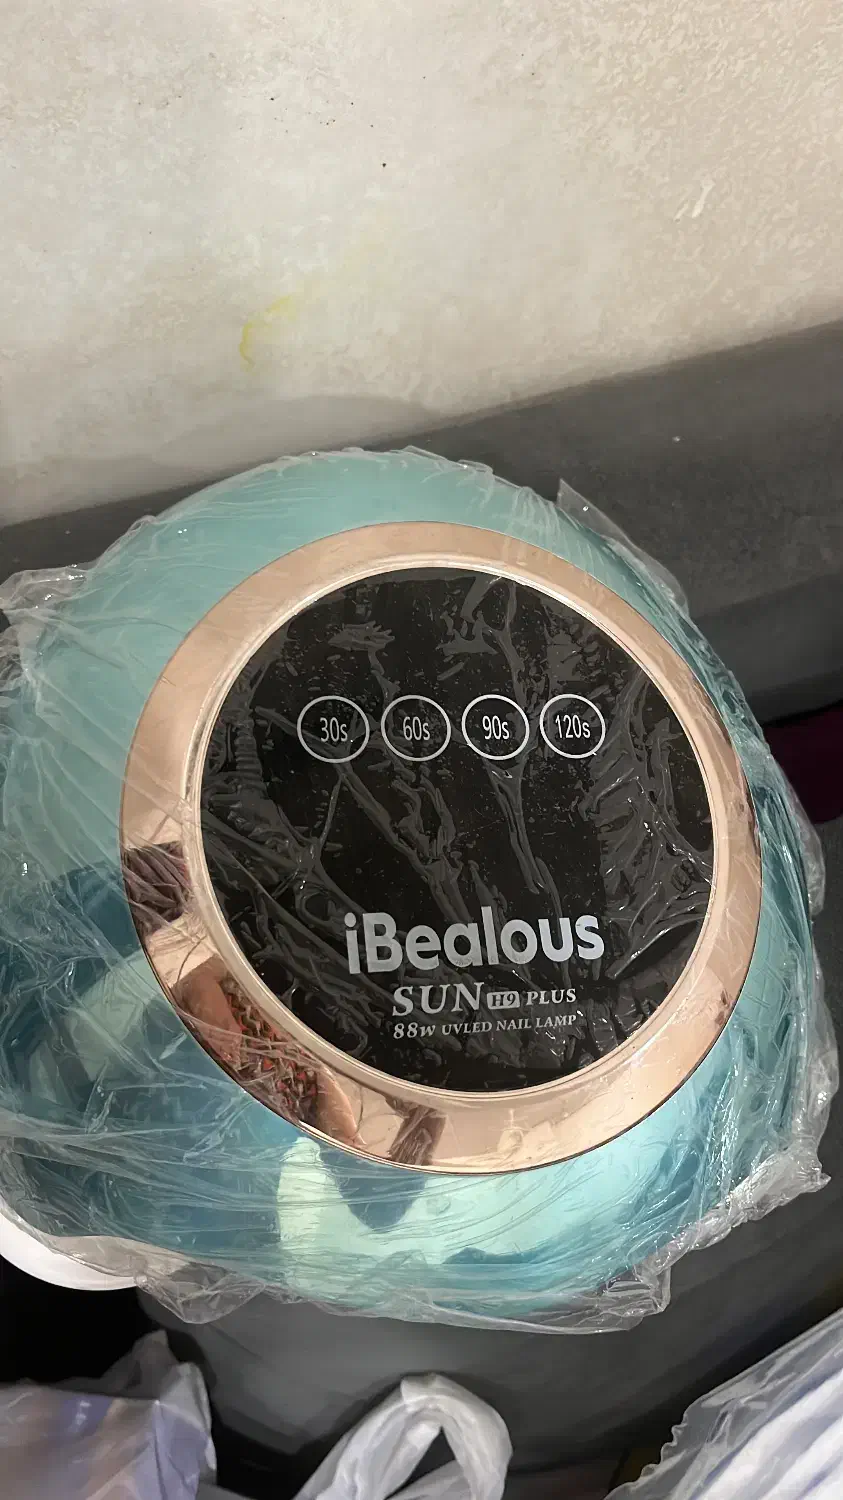 30s 60s 90s 120s
iBealous
SUN H9 PLUS
88W UVLED NAIL LAMP